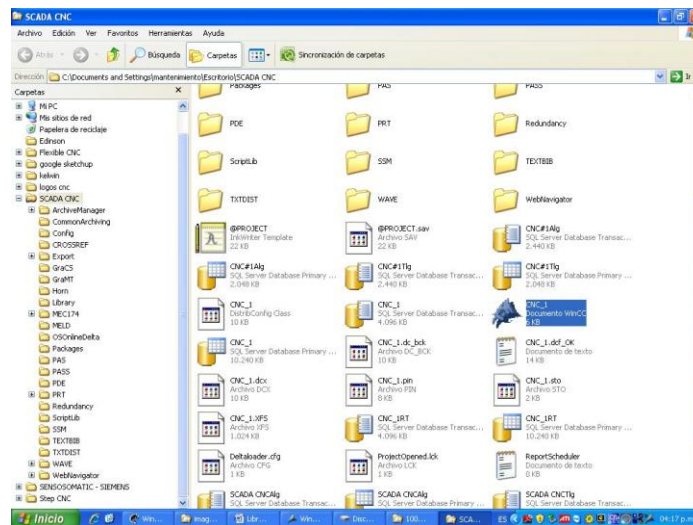 SCADA CNC
Archivo Edición Ver Favoritos Herramientas Ayuda
Atrás Búsqueda Carpetas Sincronización de carpetas
Dirección C:\Documents and Settings\mantenimiento\Escritorio\SCADA CNC Ir
Carpetas
Mi PC
Mis sitios de red
Papelera de reciclaje
Edinson
Flexible CNC
google sketchup
kelwin
logos cnc
SCADA CNC
ArchiveManager
CommonArchiving
Config
CROSSREF
Export
GraCS
GraMT
Horn
Library
MEC174
MELD
OSOnlineDelta
Packages
PAS
PASS
PDE
PRT
Redundancy
ScriptLib
SSM
TEXTBIB
TXTDIST
WAVE
WebNavigator
SENSOSOMATIC - SIEMENS
Step CNC
Packages PAS PASS
PDE PRT Redundancy
ScriptLib SSM TEXTBIB
TXTDIST WAVE WebNavigator
@PROJECT
InkWriter Template
22 KB
@PROJECT.sav
Archivo SAV
22 KB
CNC#1Alg
SQL Server Database Transac...
2.440 KB
CNC#1Alg
SQL Server Database Primary ...
2.048 KB
CNC#1Tlg
SQL Server Database Transac...
2.440 KB
CNC#1Tlg
SQL Server Database Primary ...
2.048 KB
CNC_1
DistribConfig Class
10 KB
CNC_1
SQL Server Database Transac...
4.096 KB
CNC_1
Documento WinCC
6 KB
CNC_1
SQL Server Database Primary ...
10.240 KB
CNC_1.dc_bck
Archivo DC_BCK
10 KB
CNC_1.dcf_OK
Documento de texto
14 KB
CNC_1.dcx
Archivo DCX
10 KB
CNC_1.pin
Archivo PIN
8 KB
CNC_1.sto
Archivo STO
2 KB
CNC_1.XFS
Archivo XFS
1.024 KB
CNC_1RT
SQL Server Database Transac...
4.096 KB
CNC_1RT
SQL Server Database Primary ...
10.240 KB
Deltaloader.cfg
Archivo CFG
1 KB
ProjectOpened.lck
Archivo LCK
1 KB
ReportScheduler
Documento de texto
0 KB
SCADA CNCAlg
SQL Server Database Transac...
SCADA CNCAlg
SQL Server Database Primary ...
SCADA CNCTlg
SQL Server Database Transac...
Inicio Win... imag... Libr... Win... Disc... 100... SCA... ES 04:17 p.m.